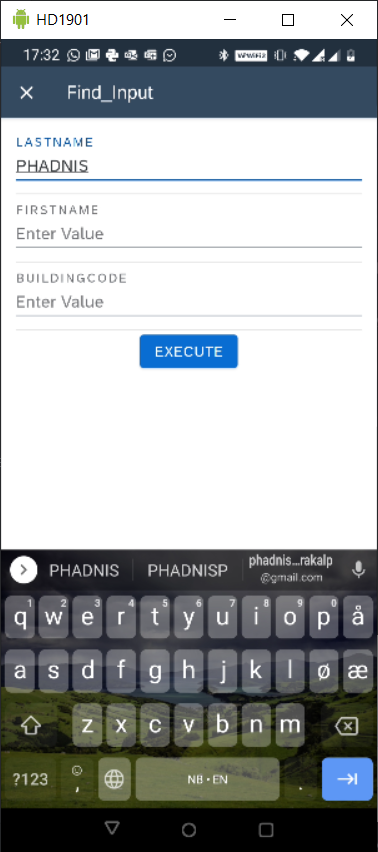 HD1901
17:32
Find_Input
LASTNAME
PHADNIS
FIRSTNAME
Enter Value
BUILDINGCODE
Enter Value
EXECUTE
PHADNIS PHADNISP phadnis...rakalp
@gmail.com
1 2 3 4 5 6 7 8 9 0
q w e r t y u i o p å
a s d f g h j k l ø æ
z x c v b n m
?123 , NB • EN .